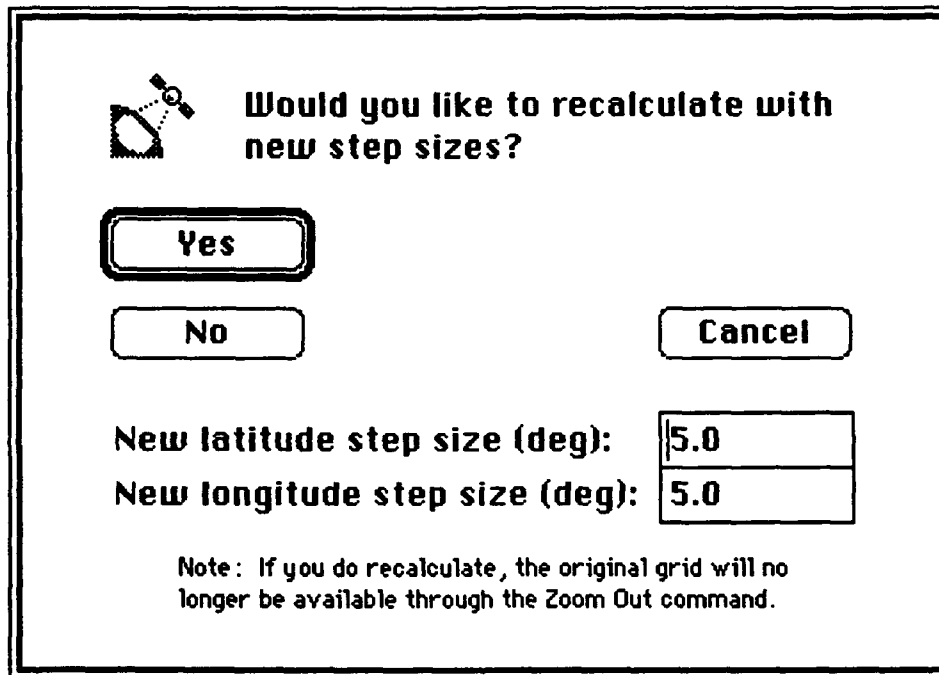 Would you like to recalculate with
new step sizes?
Yes
No
Cancel
New latitude step size (deg): 5.0
New longitude step size (deg): 5.0
Note: If you do recalculate, the original grid will no
longer be available through the Zoom Out command.